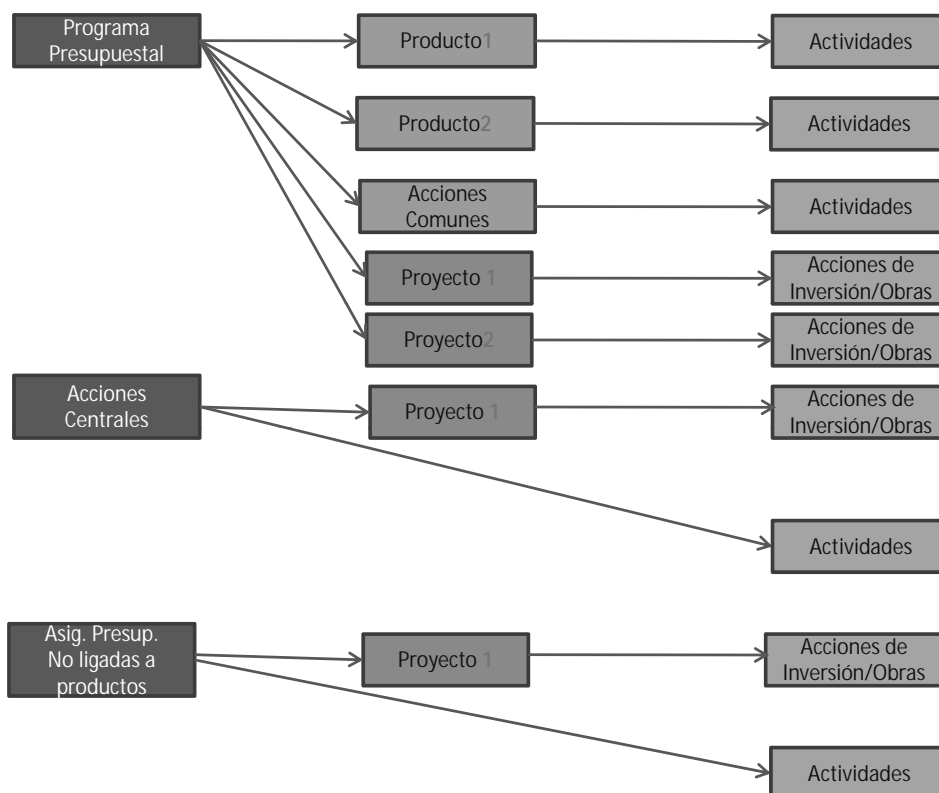 Programa
Presupuestal
Producto1
Actividades
Producto2
Actividades
Acciones
Comunes
Actividades
Proyecto 1
Acciones de
Inversión/Obras
Proyecto2
Acciones de
Inversión/Obras
Acciones
Centrales
Proyecto 1
Acciones de
Inversión/Obras
Actividades
Asig. Presup.
No ligadas a
productos
Proyecto 1
Acciones de
Inversión/Obras
Actividades